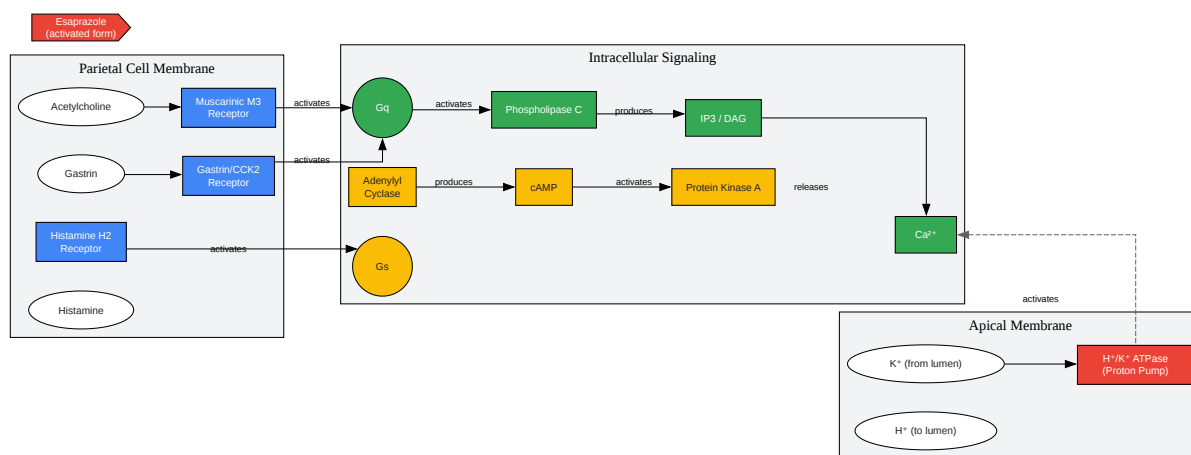 Esaprazole
(activated form)
Parietal Cell Membrane
Acetylcholine
Muscarinic M3
Receptor
activates
Gastrin
Gastrin/CCK2
Receptor
activates
Histamine H2
Receptor
activates
Histamine
Intracellular Signaling
Gq
activates
Phospholipase C
produces
IP3 / DAG
Adenylyl
Cyclase
produces
cAMP
activates
Protein Kinase A
releases
Ca²⁺
Gs
activates
Apical Membrane
K⁺ (from lumen)
H⁺/K⁺ ATPase
(Proton Pump)
H⁺ (to lumen)